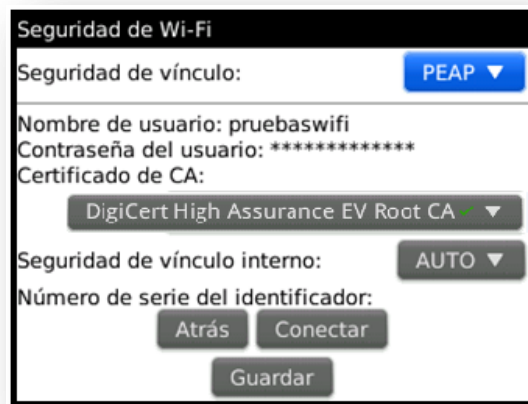 Seguridad de Wi-Fi
Seguridad de vínculo: PEAP
Nombre de usuario: pruebaswifi
Contraseña del usuario: *************
Certificado de CA:
DigiCert High Assurance EV Root CA
Seguridad de vínculo interno: AUTO
Número de serie del identificador:
Atrás Conectar
Guardar